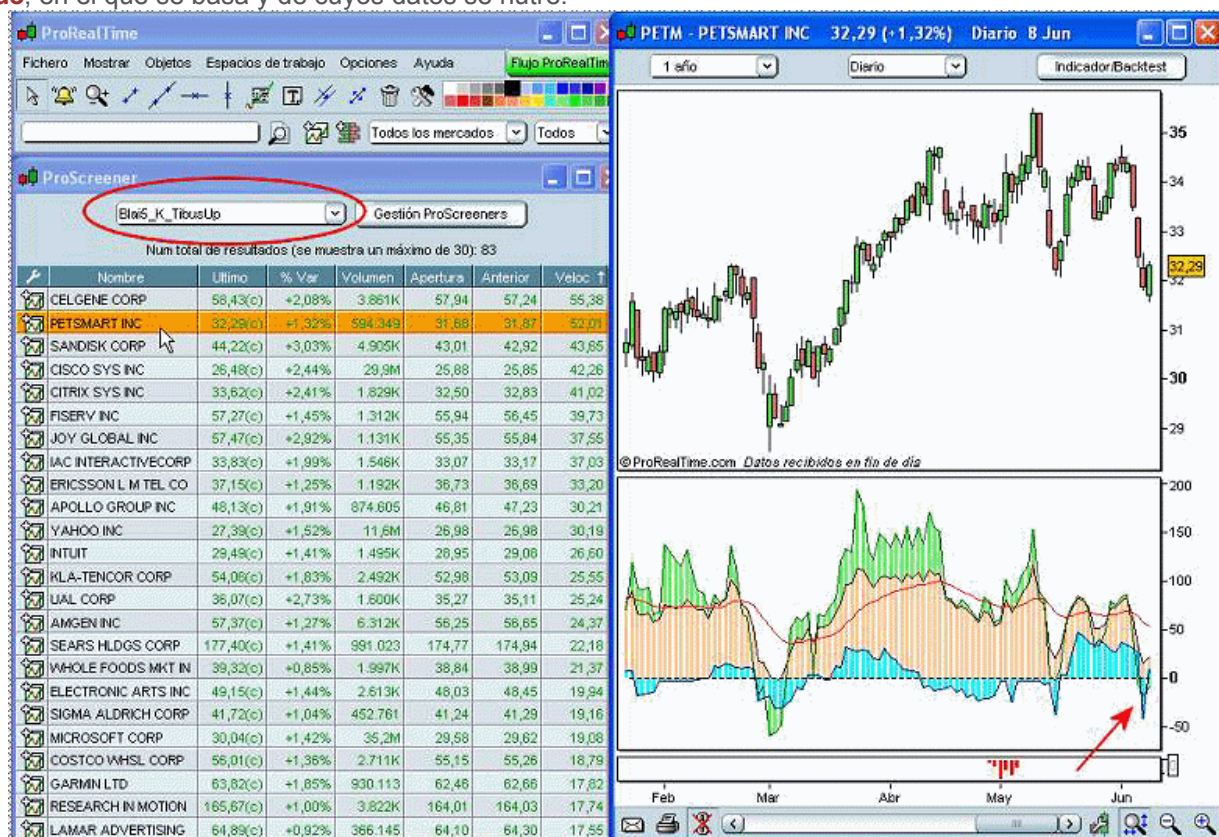 do, en el que se basa y de cuyos datos se nutre.
ProRealTime
Fichero Mostrar Objetos Espacios de trabajo Opciones Ayuda Flujo ProRealTim
Todos los mercados Todos
ProScreener
Blai5_K_TibusUp Gestión ProScreeners
Num total de resultados (se muestra un máximo de 30): 83
Nombre Ultimo % Var Volumen Apertura Anterior Veloc
CELGENE CORP 58,43(c) +2,08% 3.861K 57,94 57,24 55,38
PETSMART INC 32,29(c) +1,32% 594.349 31,68 31,87 52,01
SANDISK CORP 44,22(c) +3,03% 4.905K 43,01 42,92 43,65
CISCO SYS INC 26,48(c) +2,44% 29,9M 25,88 25,85 42,26
CITRIX SYS INC 33,62(c) +2,41% 1.829K 32,50 32,83 41,02
FISERV INC 57,27(c) +1,45% 1.312K 55,94 56,45 39,73
JOY GLOBAL INC 57,47(c) +2,92% 1.131K 55,35 55,84 37,55
IAC INTERACTIVECORP 33,83(c) +1,99% 1.546K 33,07 33,17 37,03
ERICSSON L M TEL CO 37,15(c) +1,25% 1.192K 36,73 36,69 33,20
APOLLO GROUP INC 48,13(c) +1,91% 874.605 46,81 47,23 30,21
YAHOO INC 27,39(c) +1,52% 11,6M 26,98 26,98 30,19
INTUIT 29,49(c) +1,41% 1.495K 28,95 29,08 26,60
KLA-TENCOR CORP 54,06(c) +1,83% 2.492K 52,98 53,09 25,55
UAL CORP 36,07(c) +2,73% 1.600K 35,27 35,11 25,24
AMGEN INC 57,37(c) +1,27% 6.312K 56,25 56,65 24,37
SEARS HLDGS CORP 177,40(c) +1,41% 991.023 174,77 174,94 22,18
WHOLE FOODS MKT IN 39,32(c) +0,85% 1.997K 38,84 38,99 21,37
ELECTRONIC ARTS INC 49,15(c) +1,44% 2.613K 48,03 48,45 19,94
SIGMA ALDRICH CORP 41,72(c) +1,04% 452.761 41,24 41,29 19,16
MICROSOFT CORP 30,04(c) +1,42% 35,2M 29,58 29,62 19,08
COSTCO WHSL CORP 56,01(c) +1,36% 2.711K 55,15 55,26 18,79
GARMIN LTD 63,82(c) +1,85% 930.113 62,46 62,66 17,82
RESEARCH IN MOTION 165,67(c) +1,00% 3.822K 164,01 164,03 17,74
LAMAR ADVERTISING 64,89(c) +0,92% 366.145 64,10 64,30 17,55
PETM - PETSMART INC 32,29 (+1,32%) Diario 8 Jun
1 año Diario Indicador/Backtest
35
34
33
32,29
32
31
30
29
©ProRealTime.com Datos recibidos en fin de día
200
150
100
50
0
-50
Feb Mar Abr May Jun